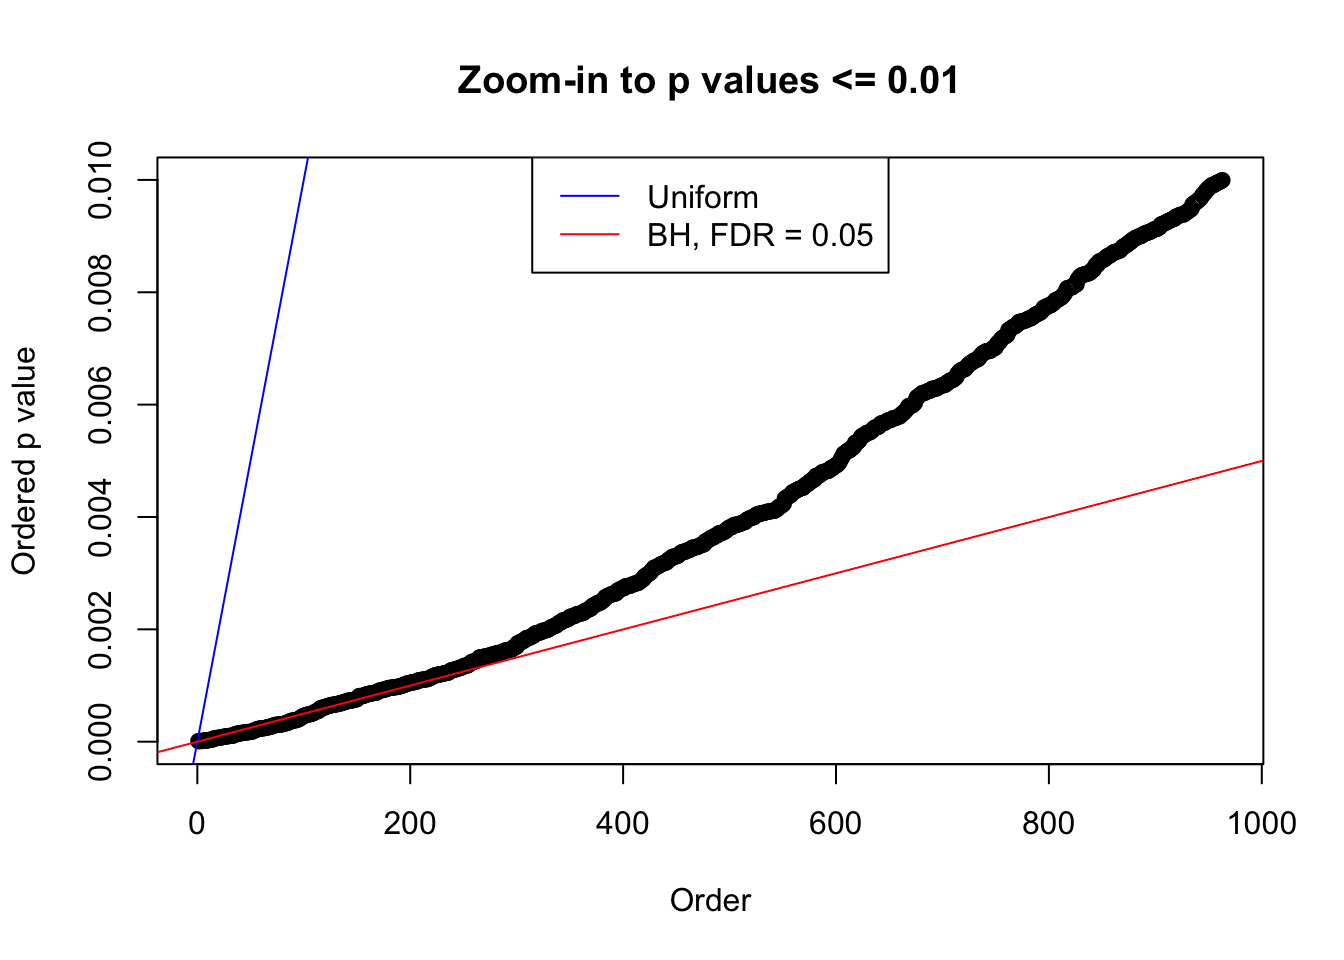 Zoom-in to p values <= 0.01
Uniform
BH, FDR = 0.05
Ordered p value
0.010
0.008
0.006
0.004
0.002
0.000
0 200 400 600 800 1000
Order